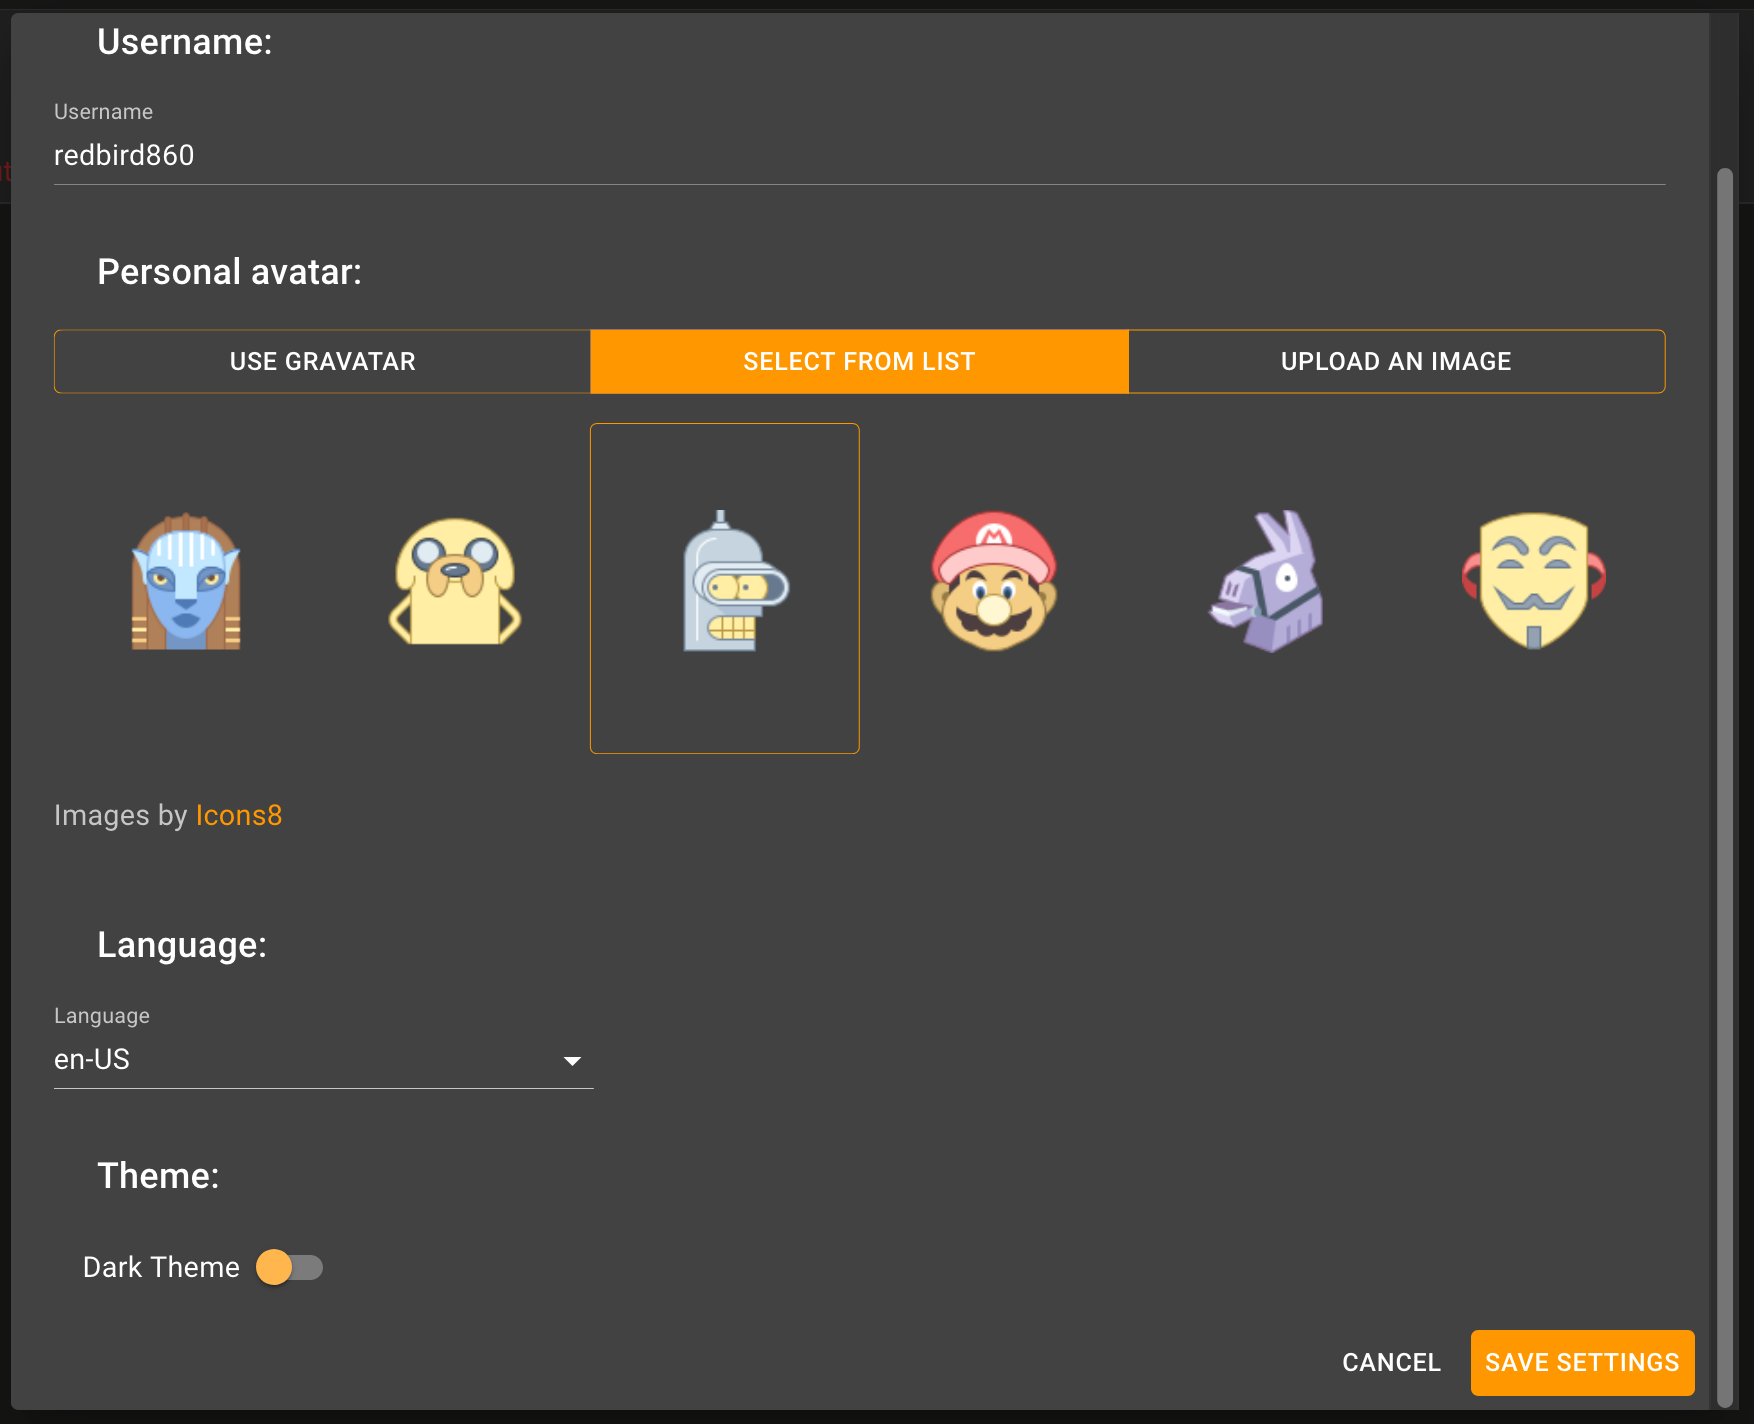 Username:
Username
redbird860
Personal avatar:
USE GRAVATAR
SELECT FROM LIST
UPLOAD AN IMAGE
Images by Icons8
Language:
Language
en-US
Theme:
Dark Theme
CANCEL
SAVE SETTINGS